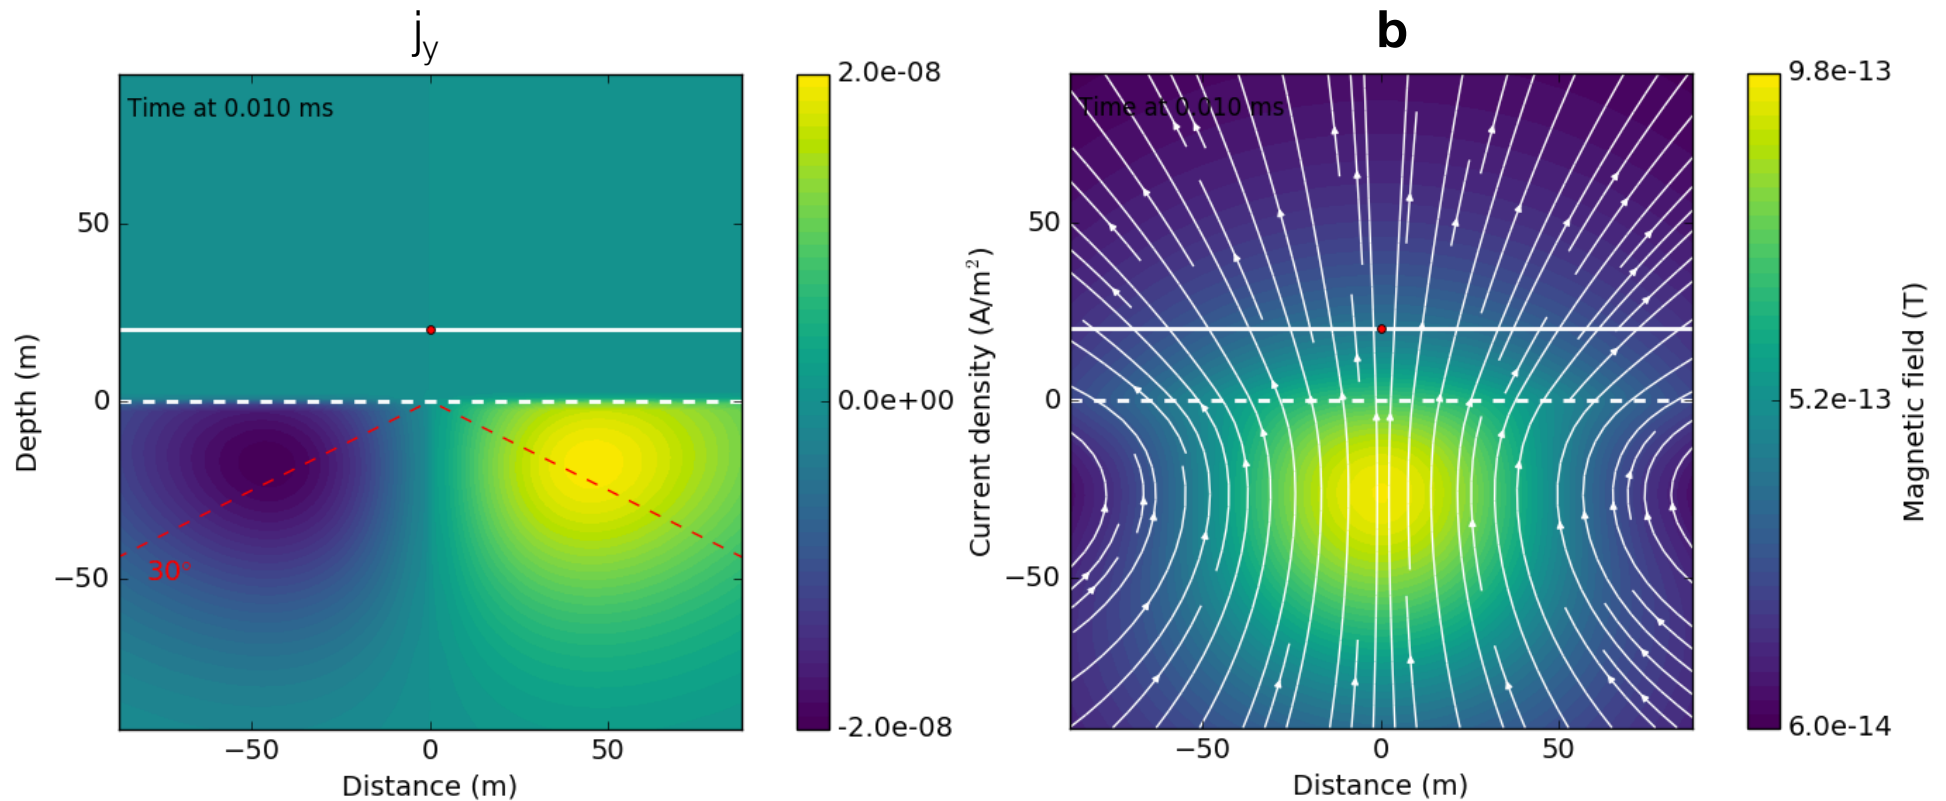 j_y
Time at 0.010 ms
50
0
−50
−50
0
50
Depth (m)
Distance (m)
30°
2.0e-08
0.0e+00
-2.0e-08
Current density (A/m²)
b
Time at 0.010 ms
50
0
−50
−50
0
50
Distance (m)
9.8e-13
5.2e-13
6.0e-14
Magnetic field (T)